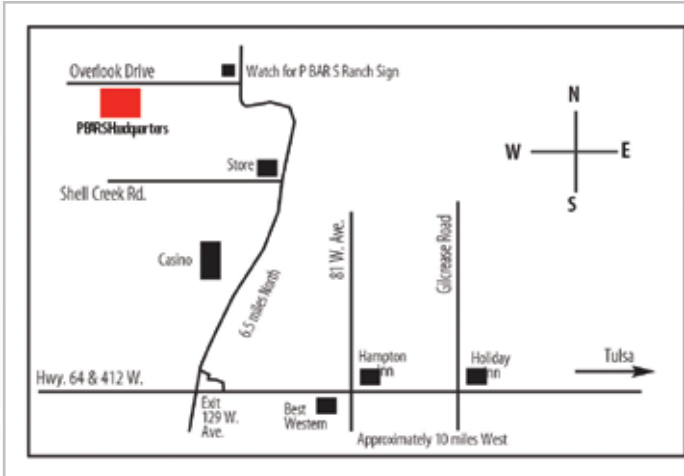 Overlook Drive
Watch for P BAR S Ranch Sign
PBARSHeadquarters
N
W
E
S
Store
Shell Creek Rd.
Casino
6.5 miles North
81 W. Ave.
Gilcrease Road
Hwy. 64 & 412 W.
Exit
129 W.
Ave.
Best
Western
Hampton
Inn
Holiday
Inn
Tulsa
Approximately 10 miles West